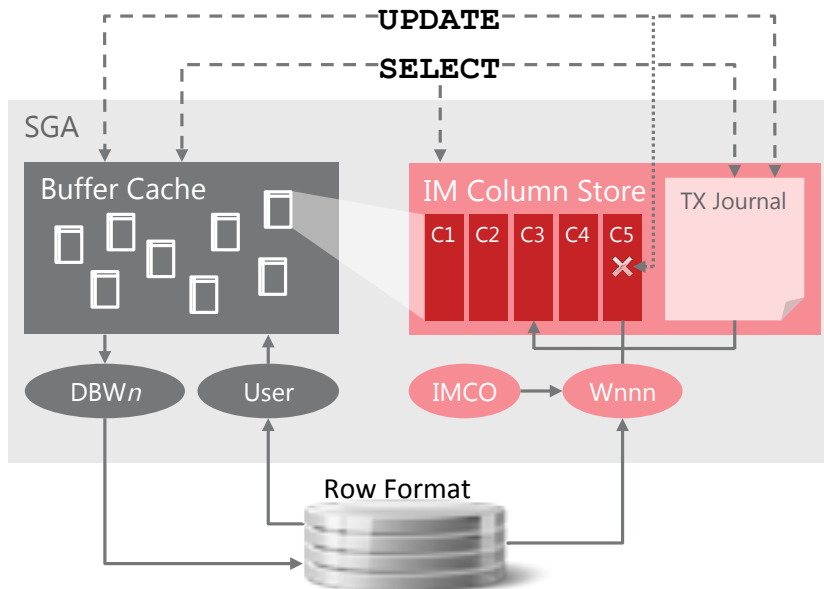 UPDATE
SELECT
SGA
Buffer Cache
IM Column Store
TX Journal
C1 C2 C3 C4 C5
DBWn
User
IMCO
Wnnn
Row Format